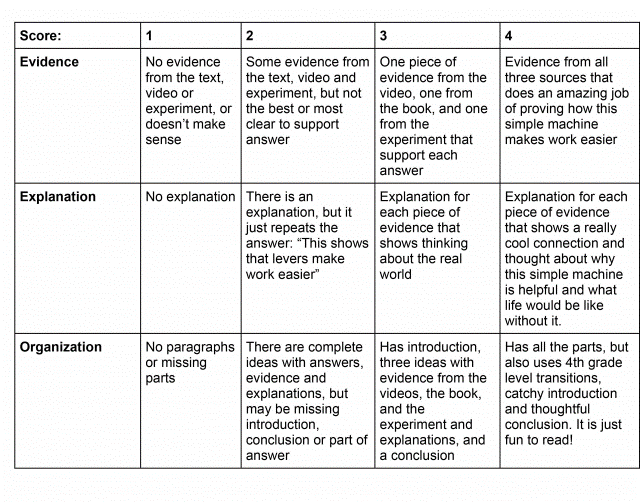 Score: 1 2 3 4
Evidence
No evidence
from the text,
video or
experiment, or
doesn’t make
sense
Some evidence from
the text, video and
experiment, but not
the best or most
clear to support
answer
One piece of
evidence from the
video, one from
the book, and one
from the
experiment that
support each
answer
Evidence from all
three sources that
does an amazing job
of proving how this
simple machine
makes work easier
Explanation
No explanation
There is an
explanation, but it
just repeats the
answer: “This shows
that levers make
work easier”
Explanation for
each piece of
evidence that
shows thinking
about the real
world
Explanation for each
piece of evidence
that shows a really
cool connection and
thought about why
this simple machine
is helpful and what
life would be like
without it.
Organization
No paragraphs
or missing
parts
There are complete
ideas with answers,
evidence and
explanations, but
may be missing
introduction,
conclusion or part of
answer
Has introduction,
three ideas with
evidence from the
videos, the book,
and the
experiment and
explanations, and
a conclusion
Has all the parts, but
also uses 4th grade
level transitions,
catchy introduction
and thoughtful
conclusion. It is just
fun to read!